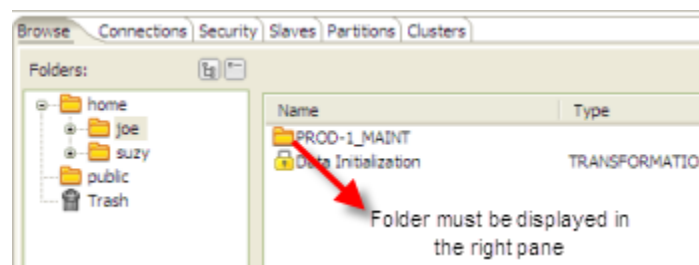 Browse Connections Security Slaves Partitions Clusters
Folders:
home
joe
suzy
public
Trash
Name Type
PROD-1_MAINT
Data Initialization TRANSFORMATIO
Folder must be displayed in
the right pane